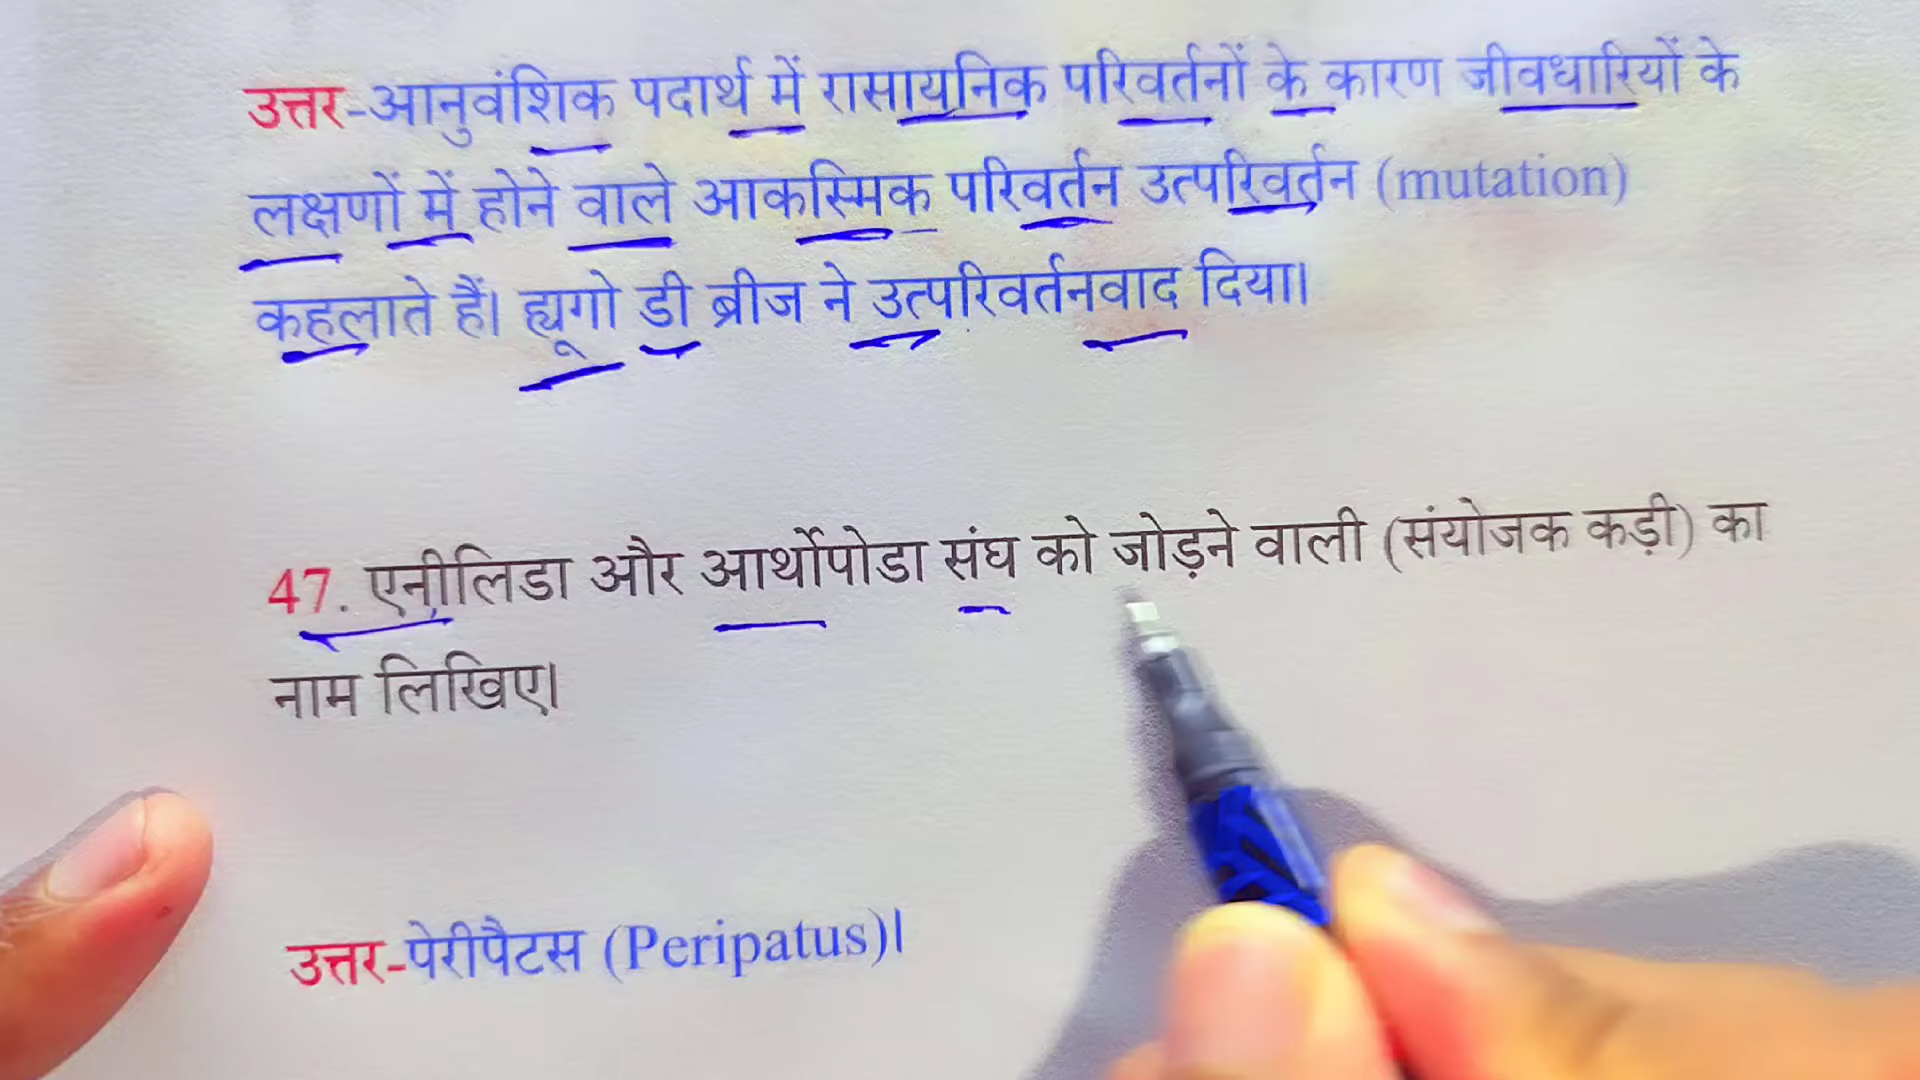 उत्तर-आनुवंशिक पदार्थ में रासायनिक परिवर्तनों के कारण जीवधारियों के
लक्षणों में होने वाले आकस्मिक परिवर्तन उत्परिवर्तन (mutation)
कहलाते हैं। ह्यूगो डी ब्रीज ने उत्परिवर्तनवाद दिया।
47. एनीलिडा और आर्थोपोडा संघ को जोड़ने वाली (संयोजक कड़ी) का
नाम लिखिए।
उत्तर-पेरीपैटस (Peripatus)।